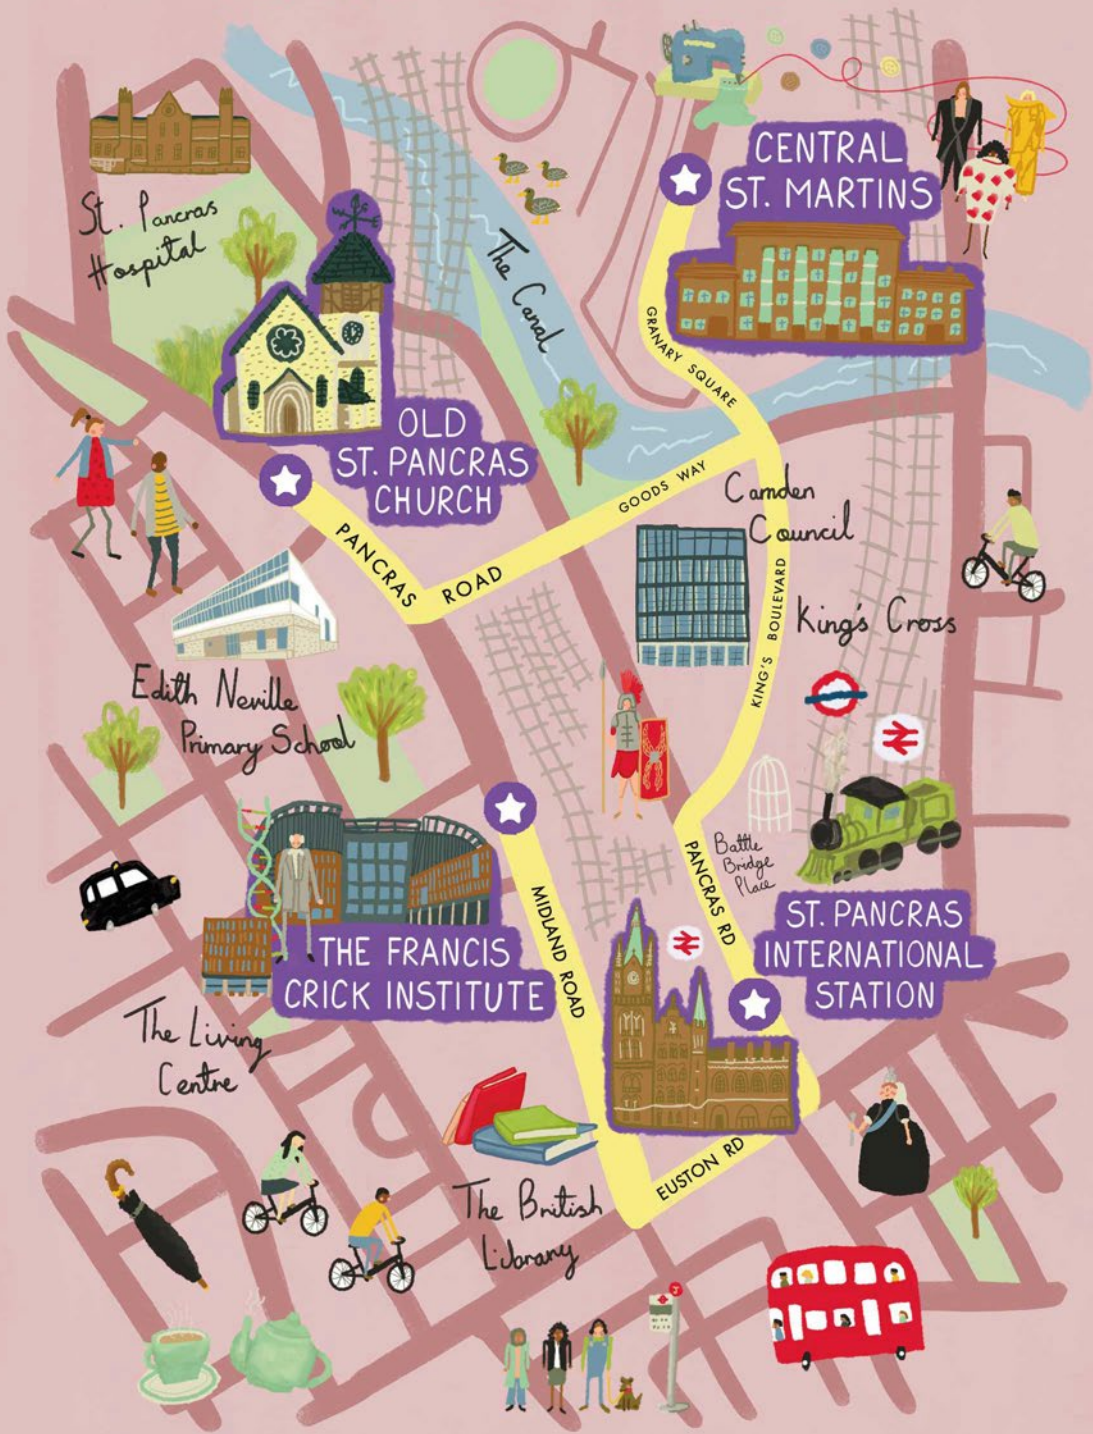 CENTRAL
ST. MARTINS
St. Pancras
Hospital
The Canal
GRANARY SQUARE
OLD
ST. PANCRAS
CHURCH
GOODS WAY
Camden
Council
PANCRAS ROAD
KING'S BOULEVARD
King's Cross
Edith Neville
Primary School
Battle
Bridge
Place
PANCRAS RD
MIDLAND ROAD
ST. PANCRAS
INTERNATIONAL
STATION
THE FRANCIS
CRICK INSTITUTE
The Living
Centre
EUSTON RD
The British
Library